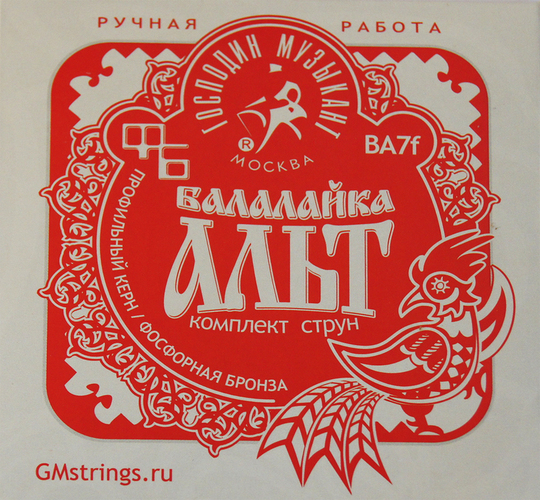 РУЧНАЯ РАБОТА
ГОСПОДИН МУЗЫКАНТ
®
МОСКВА
ФБ
BA7f
БАЛАЛАЙКА
АЛЬТ
комплект струн
ПРОФИЛЬНЫЙ КЕРН / ФОСФОРНАЯ БРОНЗА
GMstrings.ru